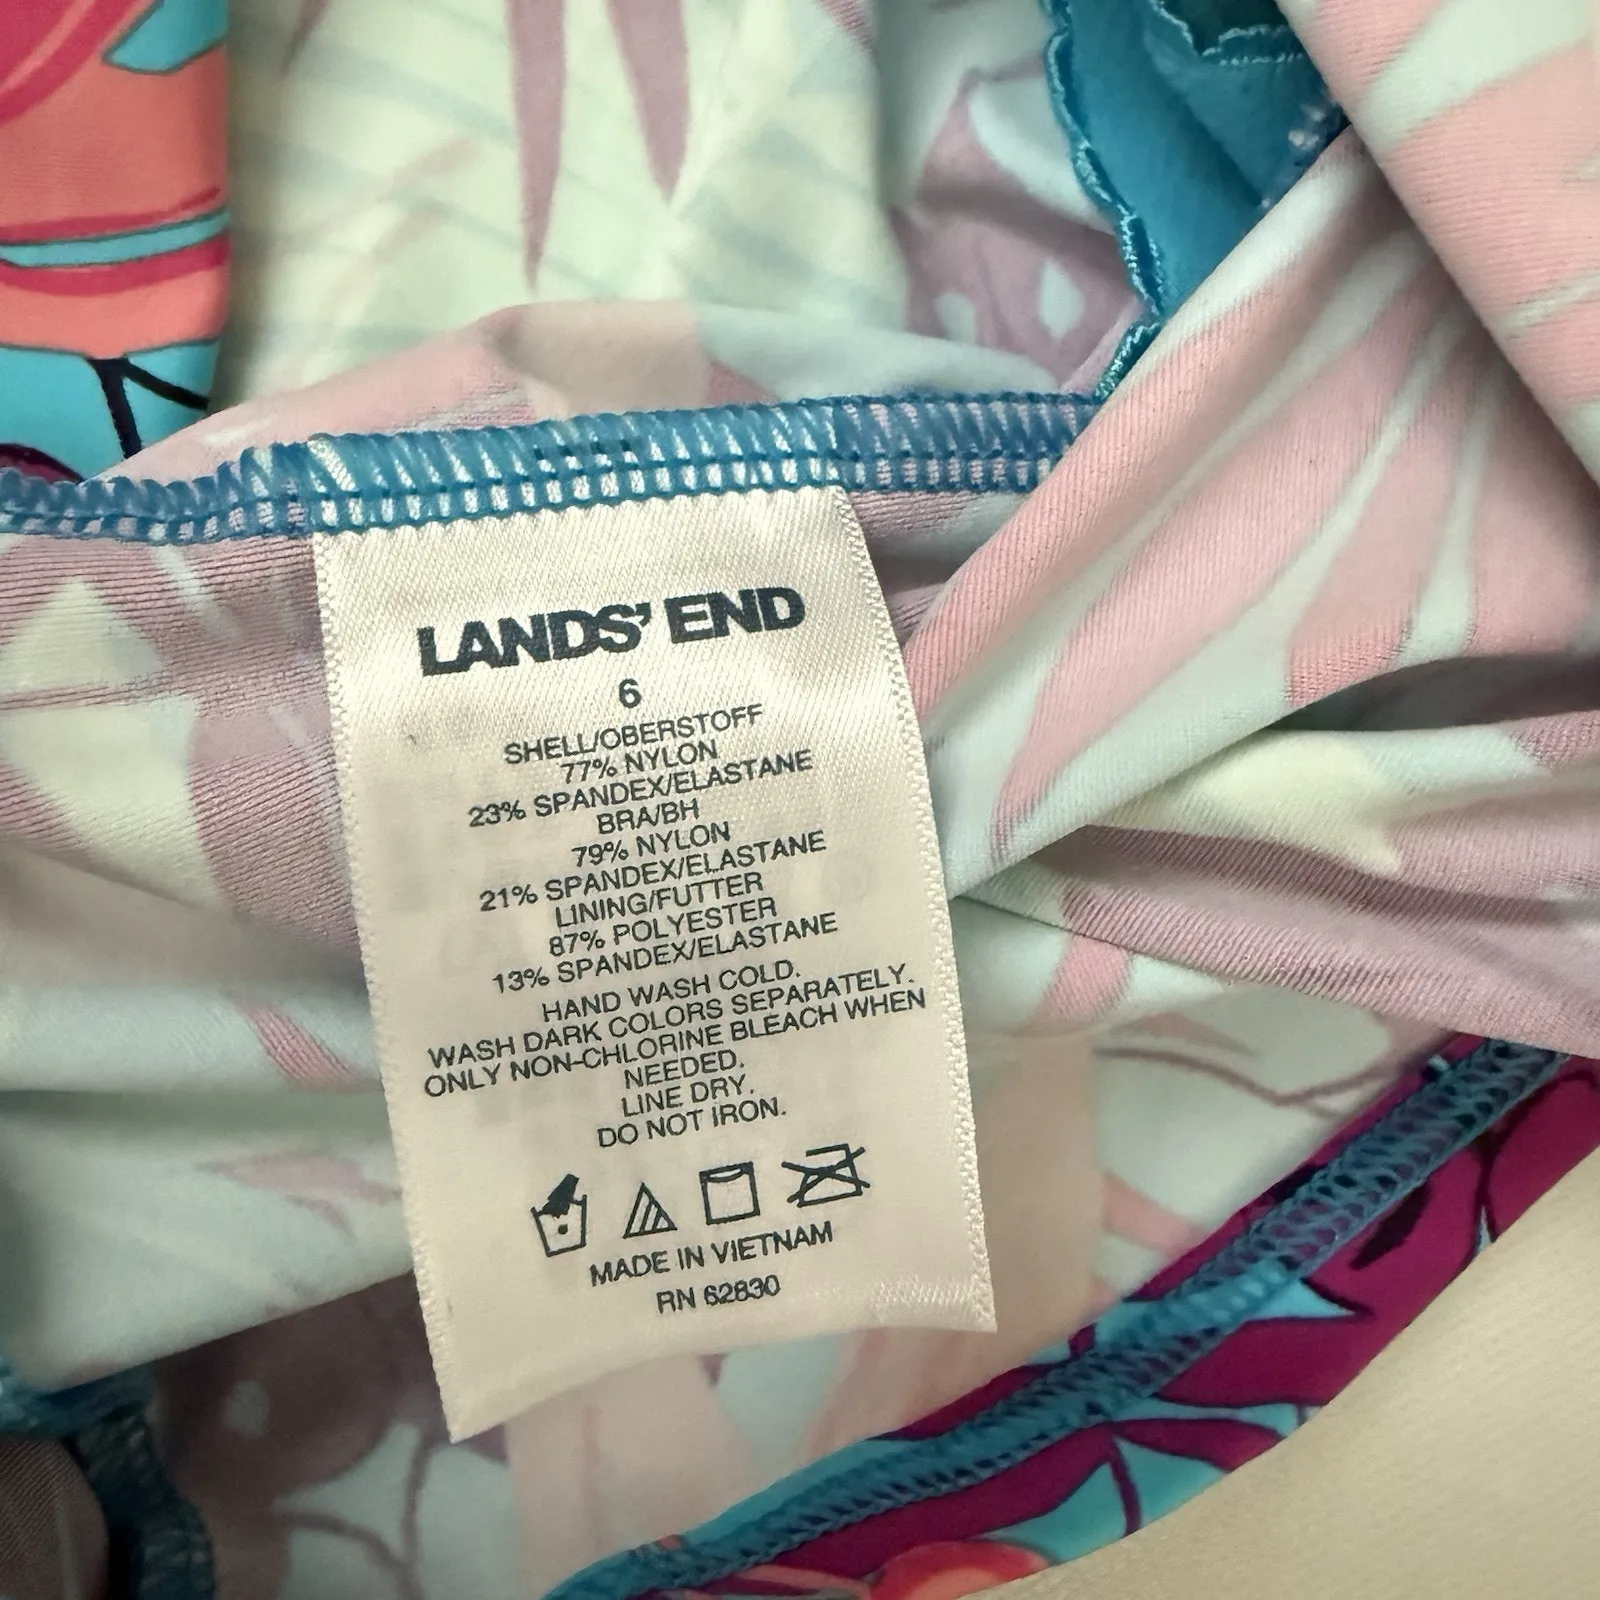 LANDS' END
6
SHELL/OBERSTOFF
77% NYLON
23% SPANDEX/ELASTANE
BRA/BH
79% NYLON
21% SPANDEX/ELASTANE
LINING/FUTTER
87% POLYESTER
13% SPANDEX/ELASTANE
HAND WASH COLD.
WASH DARK COLORS SEPARATELY.
ONLY NON-CHLORINE BLEACH WHEN
NEEDED.
LINE DRY.
DO NOT IRON.
MADE IN VIETNAM
RN 62830